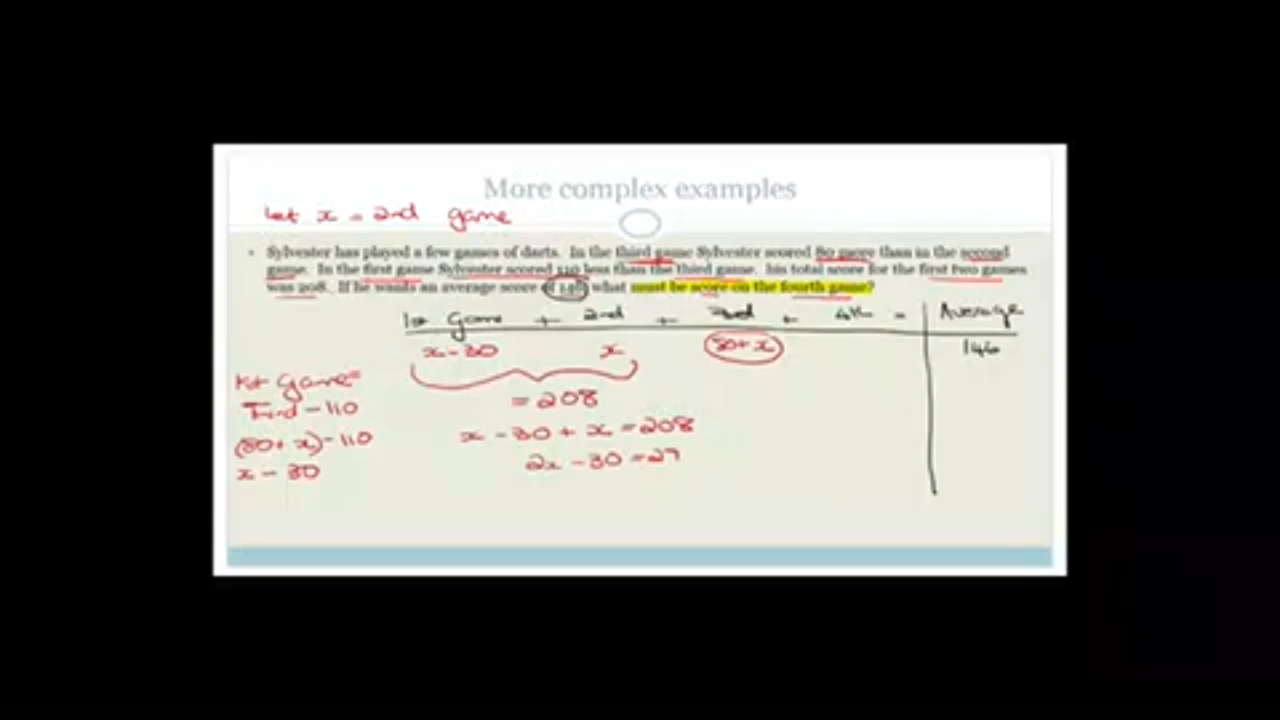 More complex examples
Let x = 2nd game
Sylvester has played a few games of darts. In the third game Sylvester scored 80 more than in the second
game. In the first game Sylvester scored 110 less than the third game. his total score for the first two games
was 208. If he wants an average score of 146 what must be score on the fourth game?
1st Game + 2nd + 3rd + 4th = Average
x - 30 x 80 + x 146
1st Game =
Third - 110
(80 + x) - 110
x - 30
= 208
x - 30 + x = 208
2x - 30 = 2